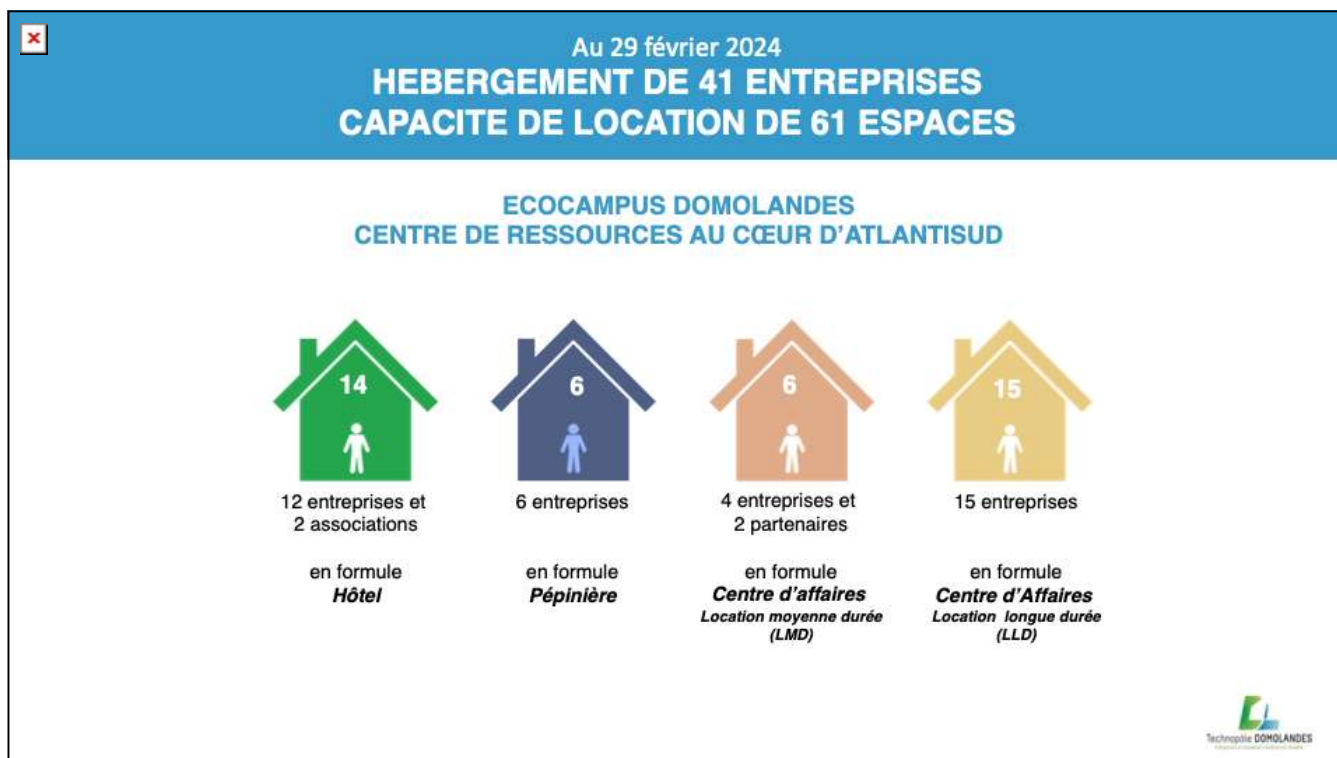 Au 29 février 2024
HEBERGEMENT DE 41 ENTREPRISES
CAPACITE DE LOCATION DE 61 ESPACES
ECOCAMPUS DOMOLANDES
CENTRE DE RESSOURCES AU CŒUR D'ATLANTISUD
14
12 entreprises et
2 associations
en formule
Hôtel
6
6 entreprises
en formule
Pépinière
6
4 entreprises et
2 partenaires
en formule
Centre d'affaires
Location moyenne durée
(LMD)
15
15 entreprises
en formule
Centre d'Affaires
Location longue durée
(LLD)
Technopôle DOMOLANDES